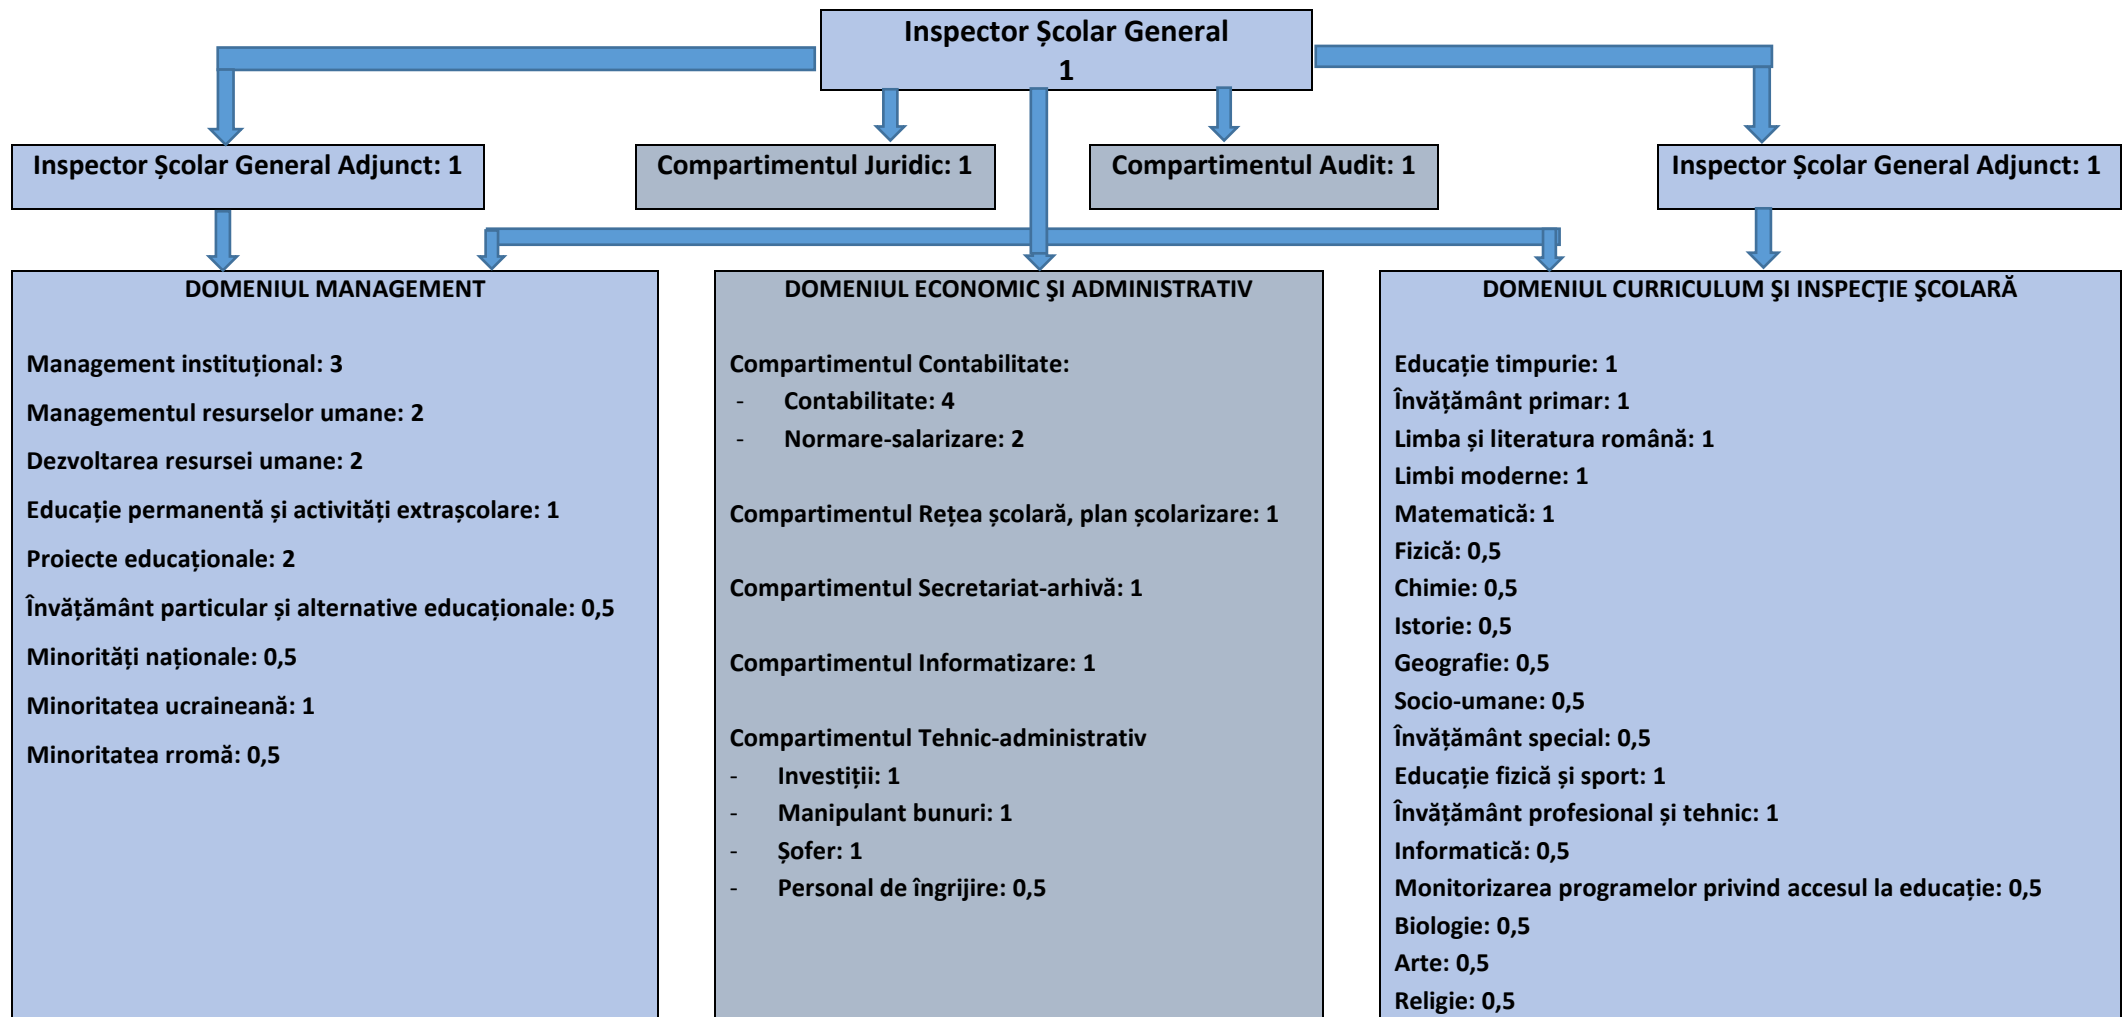 Inspector Școlar General
1
Inspector Școlar General Adjunct: 1
Compartimentul Juridic: 1
Compartimentul Audit: 1
Inspector Școlar General Adjunct: 1
DOMENIUL MANAGEMENT
Management instituțional: 3
Managementul resurselor umane: 2
Dezvoltarea resursei umane: 2
Educație permanentă și activități extrașcolare: 1
Proiecte educaționale: 2
Învățământ particular și alternative educaționale: 0,5
Minorități naționale: 0,5
Minoritatea ucraineană: 1
Minoritatea rromă: 0,5
DOMENIUL ECONOMIC ŞI ADMINISTRATIV
Compartimentul Contabilitate:
- Contabilitate: 4
- Normare-salarizare: 2
Compartimentul Rețea școlară, plan școlarizare: 1
Compartimentul Secretariat-arhivă: 1
Compartimentul Informatizare: 1
Compartimentul Tehnic-administrativ
- Investiții: 1
- Manipulant bunuri: 1
- Șofer: 1
- Personal de îngrijire: 0,5
DOMENIUL CURRICULUM ŞI INSPECŢIE ŞCOLARĂ
Educație timpurie: 1
Învățământ primar: 1
Limba și literatura română: 1
Limbi moderne: 1
Matematică: 1
Fizică: 0,5
Chimie: 0,5
Istorie: 0,5
Geografie: 0,5
Socio-umane: 0,5
Învățământ special: 0,5
Educație fizică și sport: 1
Învățământ profesional și tehnic: 1
Informatică: 0,5
Monitorizarea programelor privind accesul la educație: 0,5
Biologie: 0,5
Arte: 0,5
Religie: 0,5